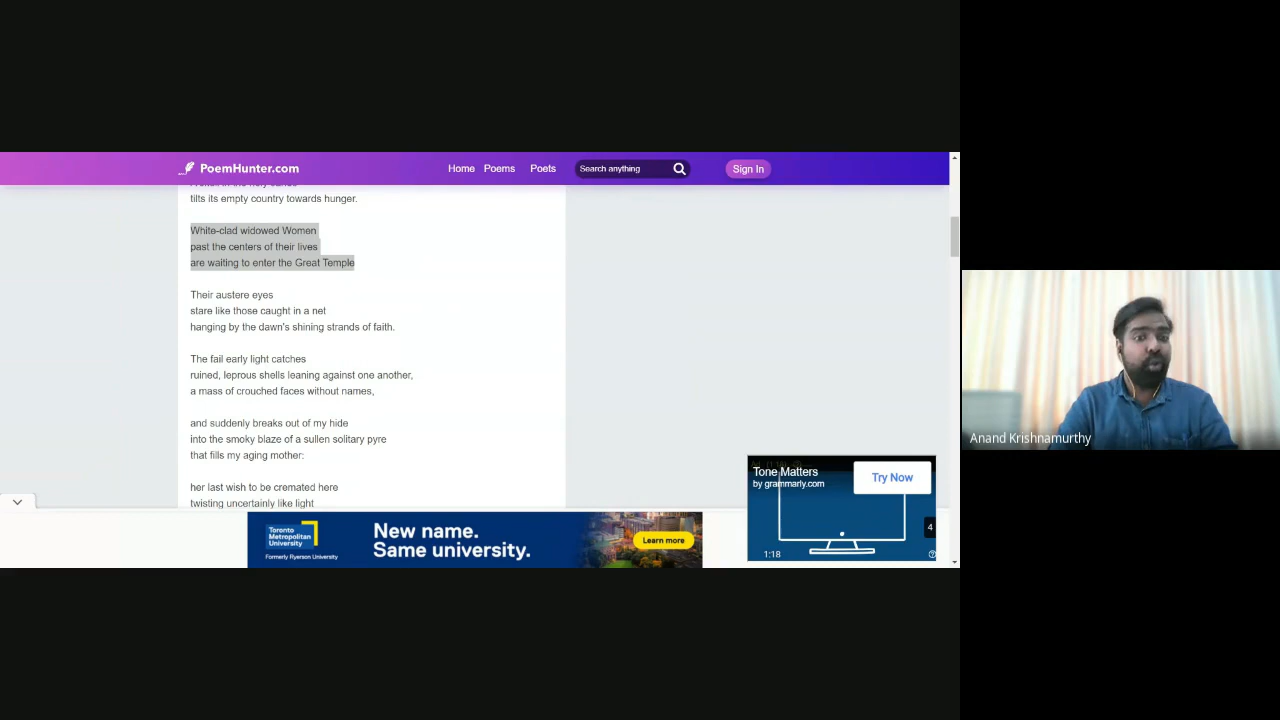 PoemHunter.com
Home Poems Poets
Search anything
Sign In
tilts its empty country towards hunger.
White-clad widowed Women
past the centers of their lives
are waiting to enter the Great Temple
Their austere eyes
stare like those caught in a net
hanging by the dawn's shining strands of faith.
The fail early light catches
ruined, leprous shells leaning against one another,
a mass of crouched faces without names,
and suddenly breaks out of my hide
into the smoky blaze of a sullen solitary pyre
that fills my aging mother:
her last wish to be cremated here
twisting uncertainly like light
Tone Matters
by grammarly.com
Try Now
4
1:18
Toronto
Metropolitan
University
Formerly Ryerson University
New name.
Same university.
Learn more
Anand Krishnamurthy